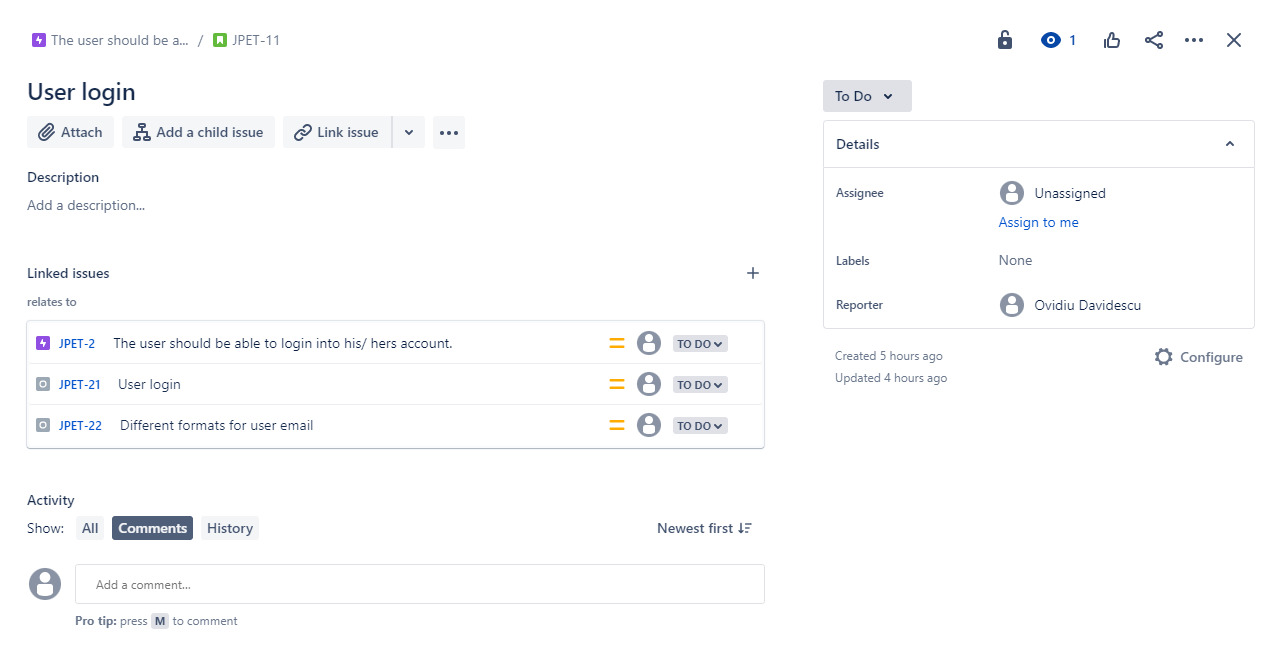 The user should be a... / JPET-11
1
User login
To Do
Attach Add a child issue Link issue
Details
Description
Add a description...
Assignee Unassigned
Assign to me
Labels None
Reporter Ovidiu Davidescu
Linked issues
relates to
JPET-2 The user should be able to login into his/ hers account. TO DO
JPET-21 User login TO DO
JPET-22 Different formats for user email TO DO
Created 5 hours ago Configure
Updated 4 hours ago
Activity
Show: All Comments History Newest first
Add a comment...
Pro tip: press M to comment